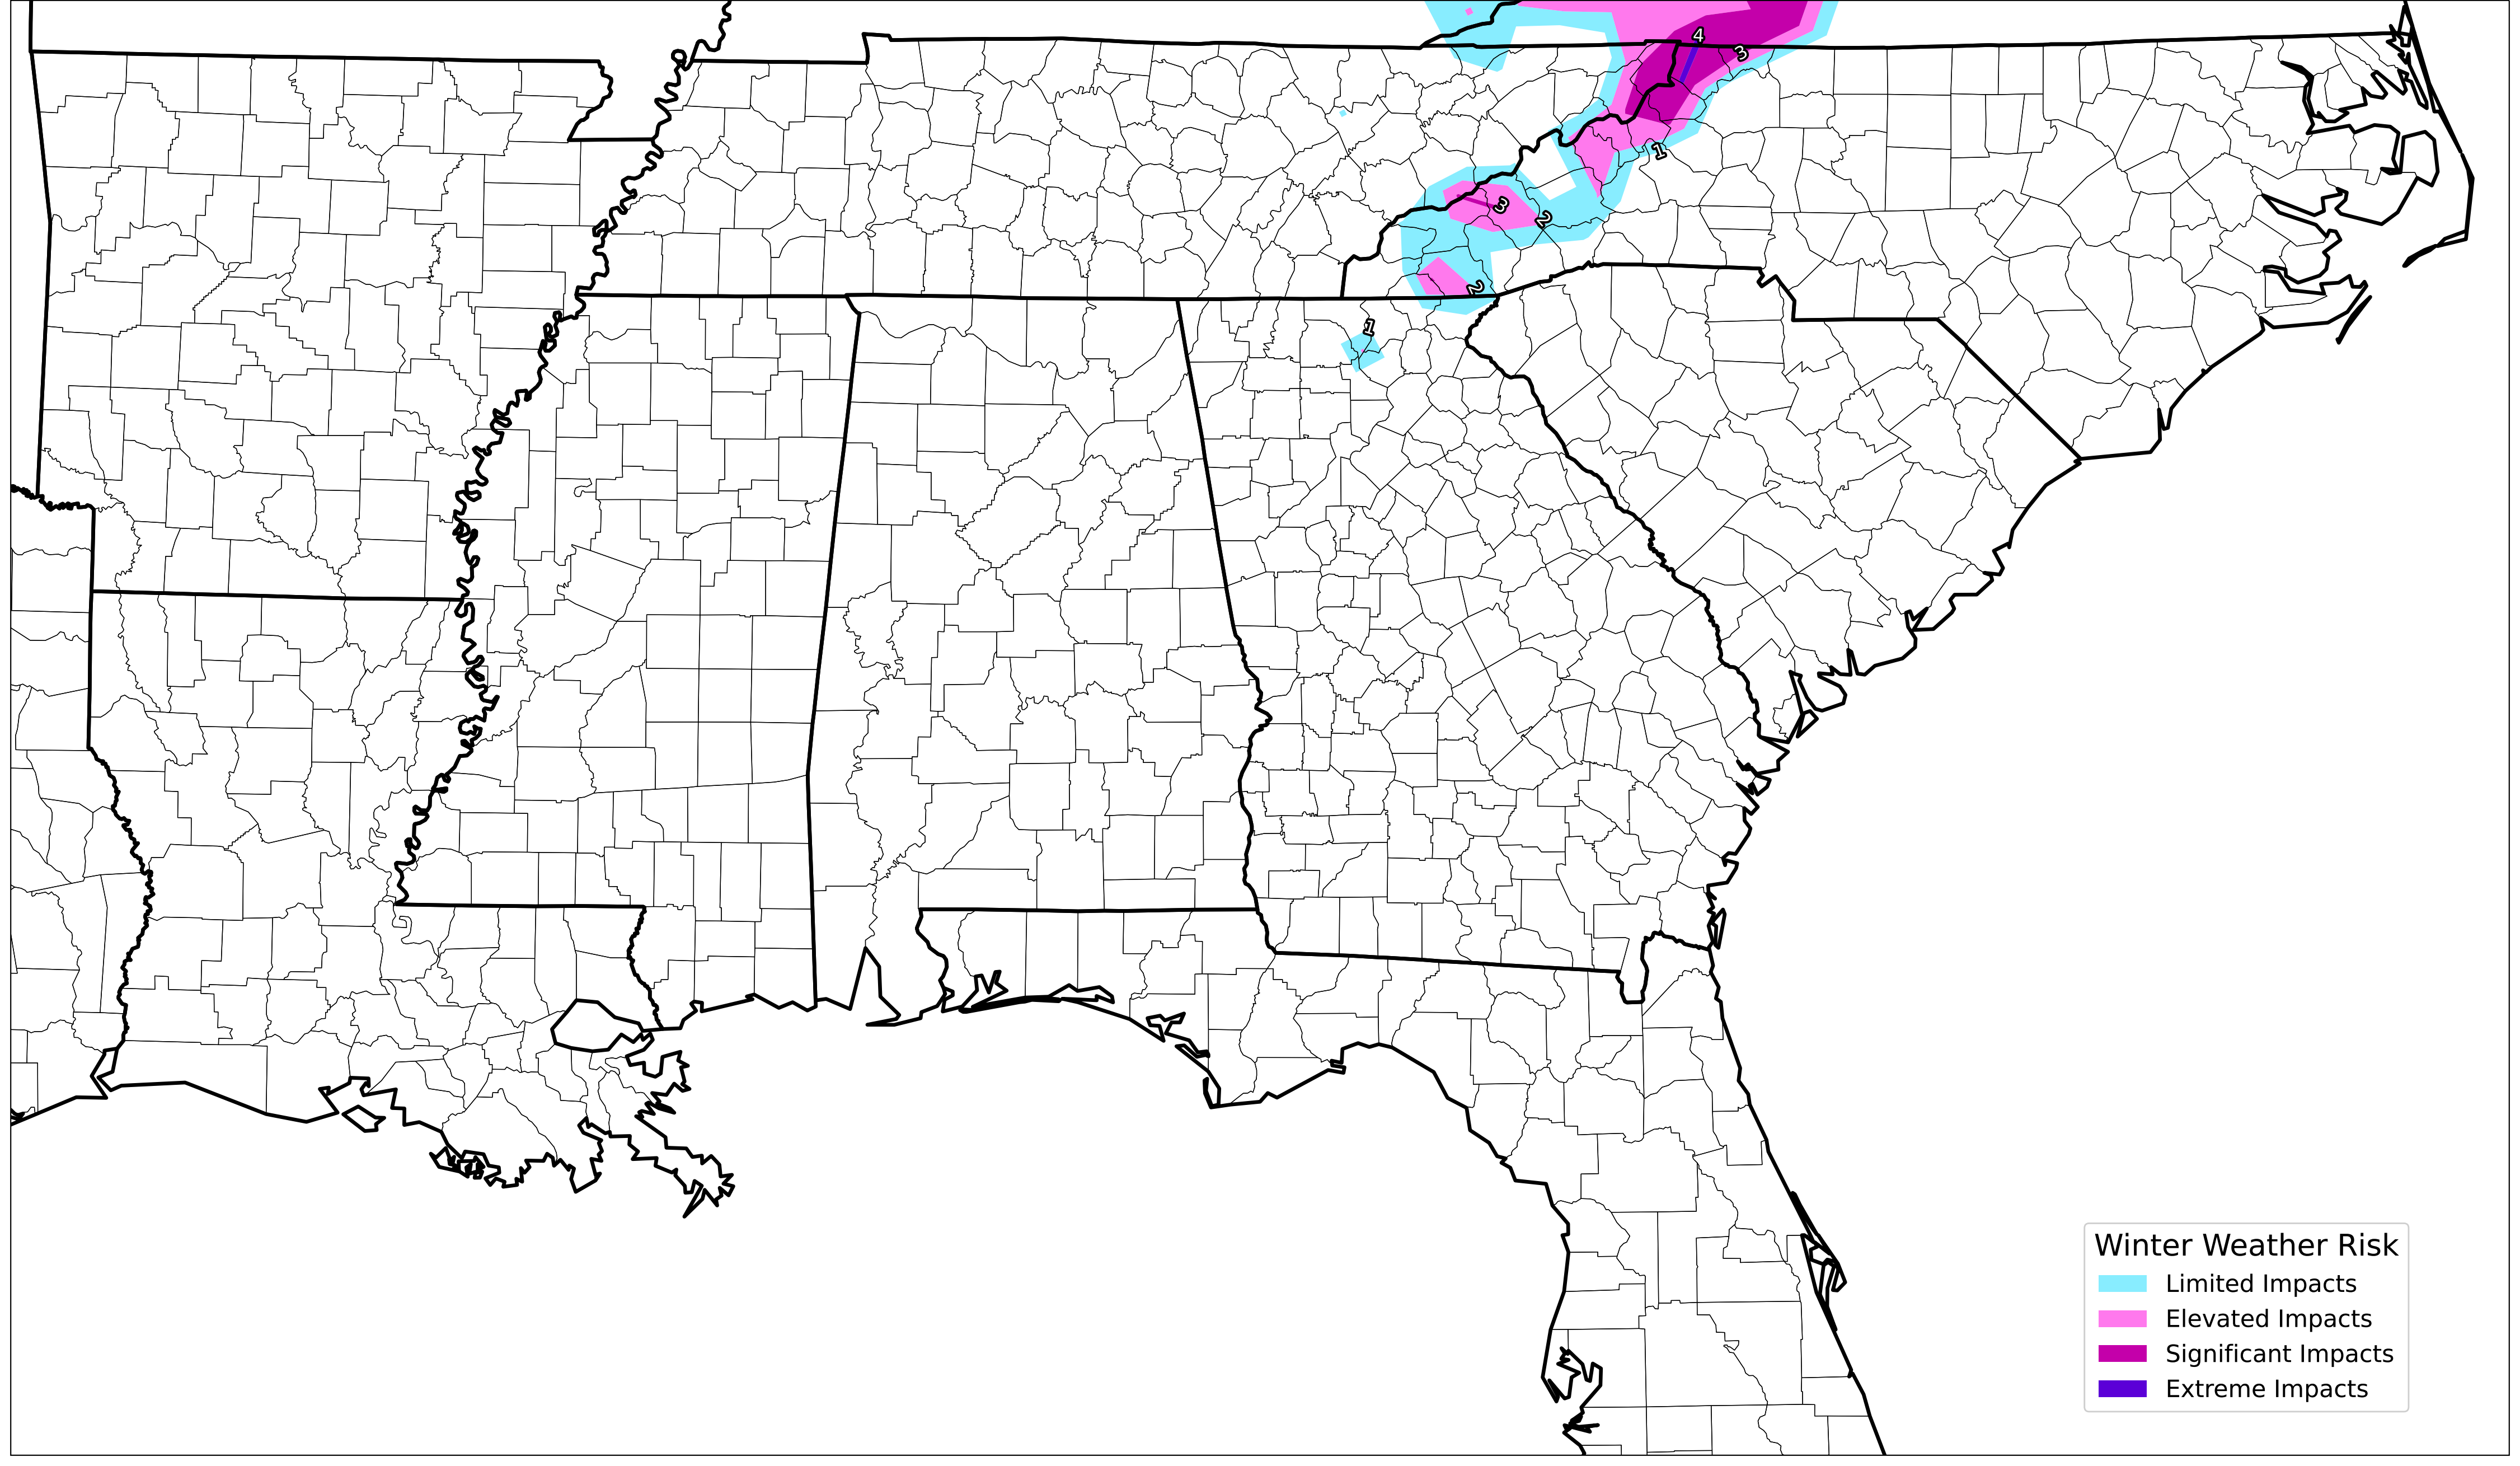 4
3
1
3
2
2
1
Winter Weather Risk
Limited Impacts
Elevated Impacts
Significant Impacts
Extreme Impacts